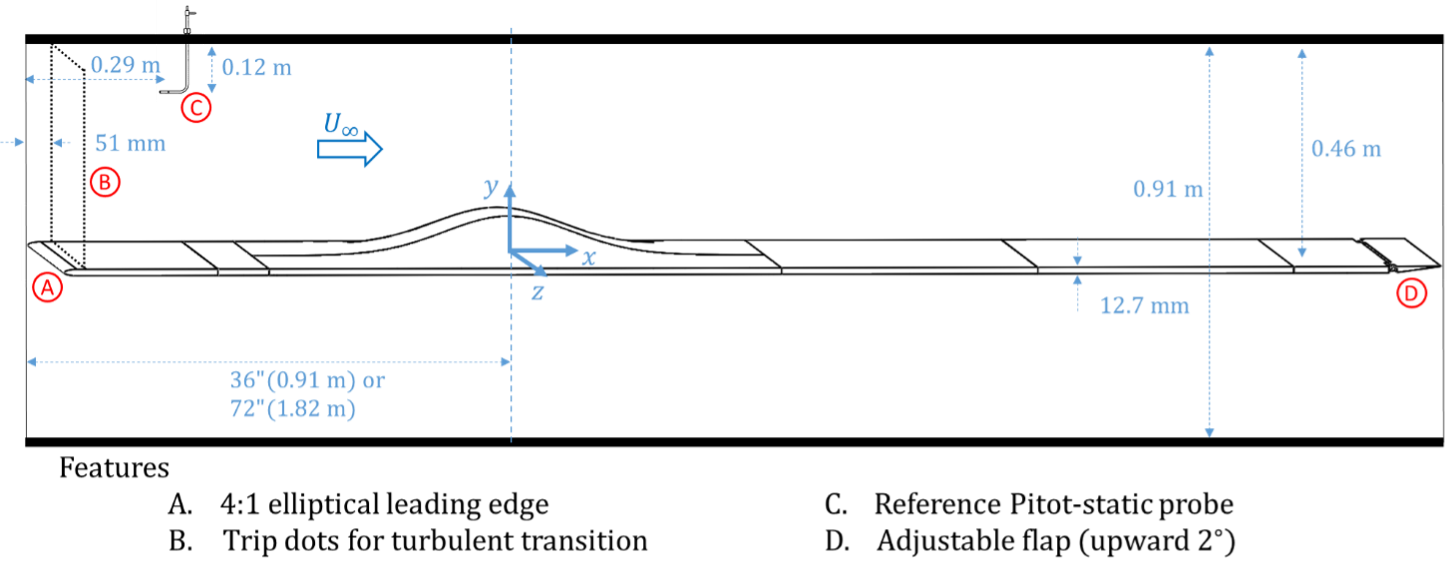 0.29 m
0.12 m
C
U∞
51 mm
0.46 m
B
y
0.91 m
x
A
z
D
12.7 mm
36"(0.91 m) or
72"(1.82 m)
Features
A. 4:1 elliptical leading edge
B. Trip dots for turbulent transition
C. Reference Pitot-static probe
D. Adjustable flap (upward 2°)